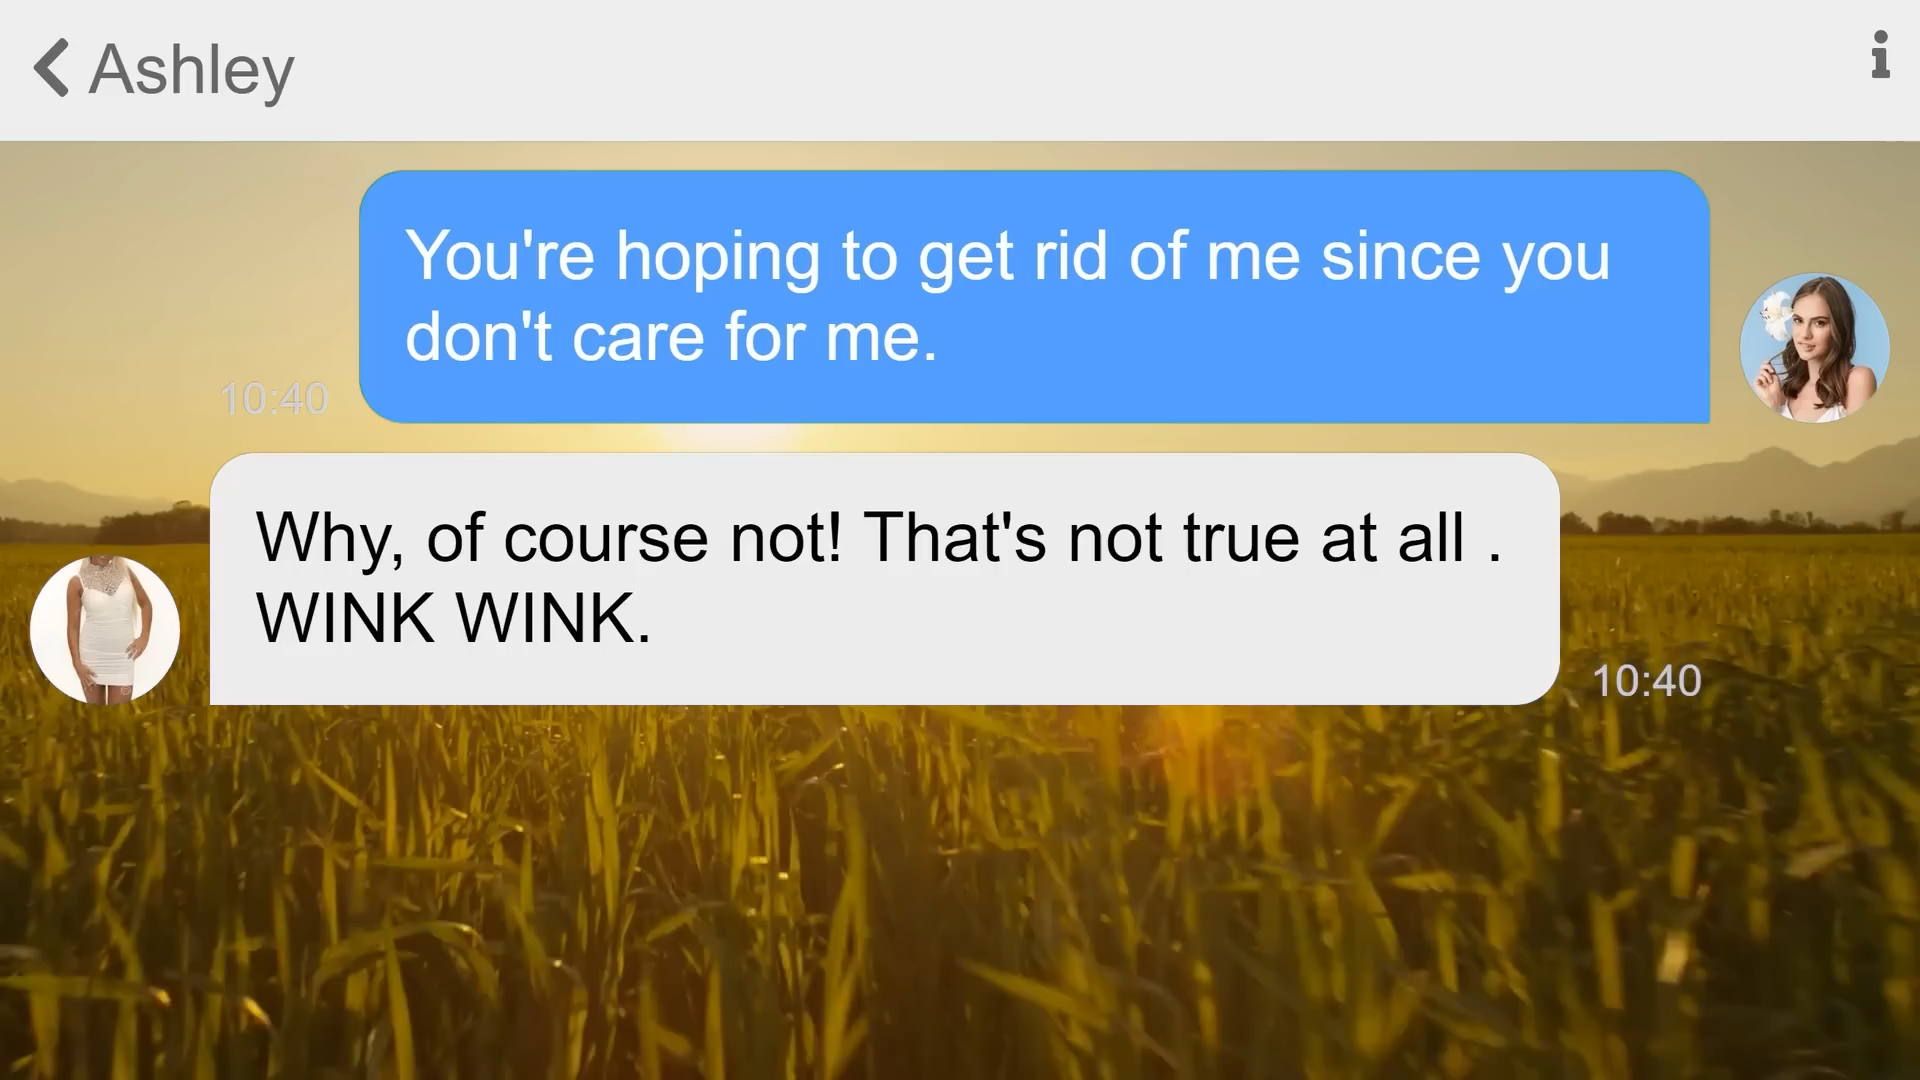 Ashley
You're hoping to get rid of me since you
don't care for me.
10:40
Why, of course not! That's not true at all .
WINK WINK.
10:40